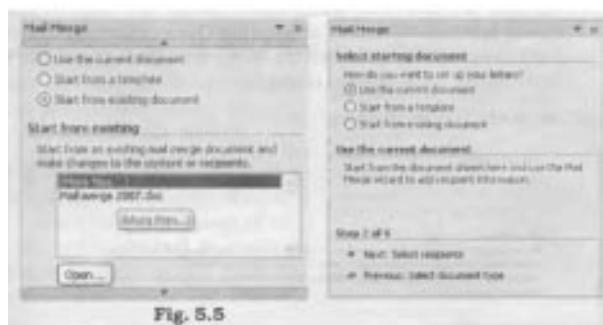 Mail Merge
Use the current document
Start from a template
Start from existing document
Start from existing
Start from an existing mail merge document and
make changes to the content or recipients.
(More files...)
Mail merge 2007.doc
(More files...)
Open...
Fig. 5.5
Mail Merge
Select starting document
How do you want to set up your letters?
Use the current document
Start from a template
Start from existing document
Use the current document
Start from the document shown here and use the Mail
Merge wizard to add recipient information.
Step 2 of 6
Next: Select recipients
Previous: Select document type